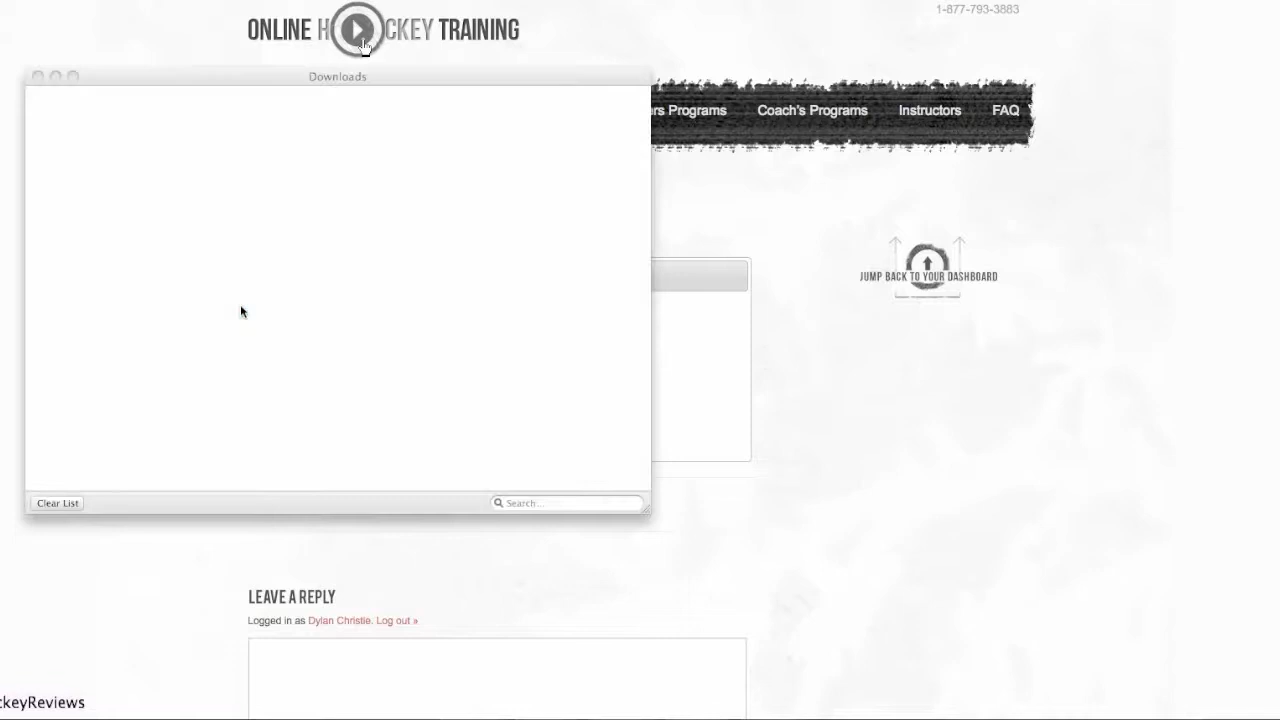 ONLINE HOCKEY TRAINING
1-877-793-3883
Downloads
rs Programs
Coach's Programs
Instructors
FAQ
JUMP BACK TO YOUR DASHBOARD
Clear List
Search...
LEAVE A REPLY
Logged in as Dylan Christie. Log out »
ckeyReviews